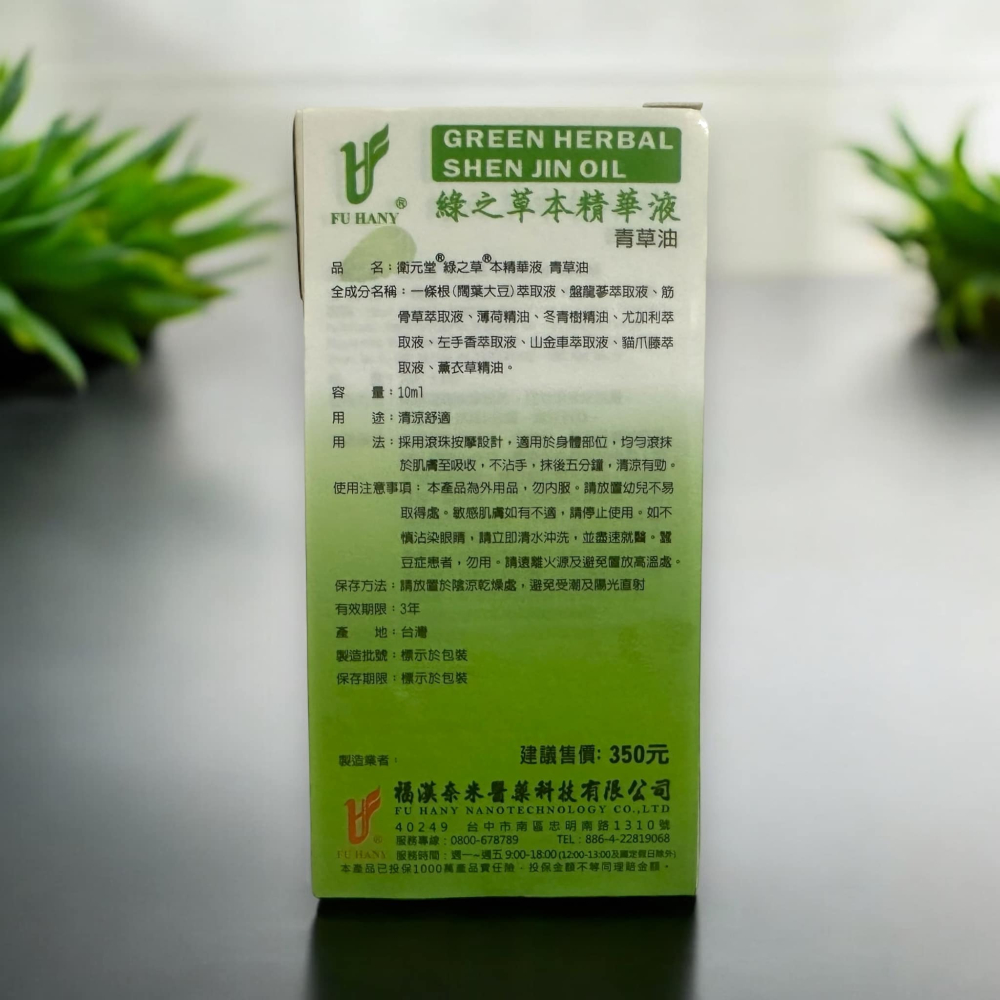 GREEN HERBAL
SHEN JIN OIL
FU HANY®
綠之草本精華液
青草油
品 名:衛元堂®綠之草®本精華液 青草油
全成分名稱:一條根(闊葉大豆)萃取液、盤龍蔘萃取液、筋
骨草萃取液、薄荷精油、冬青樹精油、尤加利萃
取液、左手香萃取液、山金車萃取液、貓爪藤萃
取液、薰衣草精油。
容 量:10ml
用 途:清涼舒適
用 法:採用滾珠按摩設計,適用於身體部位,均勻滾抹
於肌膚至吸收,不沾手,抹後五分鐘,清涼有勁。
使用注意事項:本產品為外用品,勿內服。請放置幼兒不易
取得處。敏感肌膚如有不適,請停止使用。如不
慎沾染眼睛,請立即清水沖洗,並盡速就醫。蠶
豆症患者,勿用。請遠離火源及避免置放高溫處。
保存方法:請放置於陰涼乾燥處,避免受潮及陽光直射
有效期限:3年
產 地:台灣
製造批號:標示於包裝
保存期限:標示於包裝
建議售價: 350元
製造業者:
福漢奈米醫藥科技有限公司
FU HANY NANOTECHNOLOGY CO.,LTD
40249 台中市南區忠明南路1310號
服務專線:0800-678789 TEL:886-4-22819068
FU HANY® 服務時間:週一~週五 9:00-18:00(12:00-13:00及國定假日除外)
本產品已投保1000萬產品責任險,投保金額不等同理賠金額。